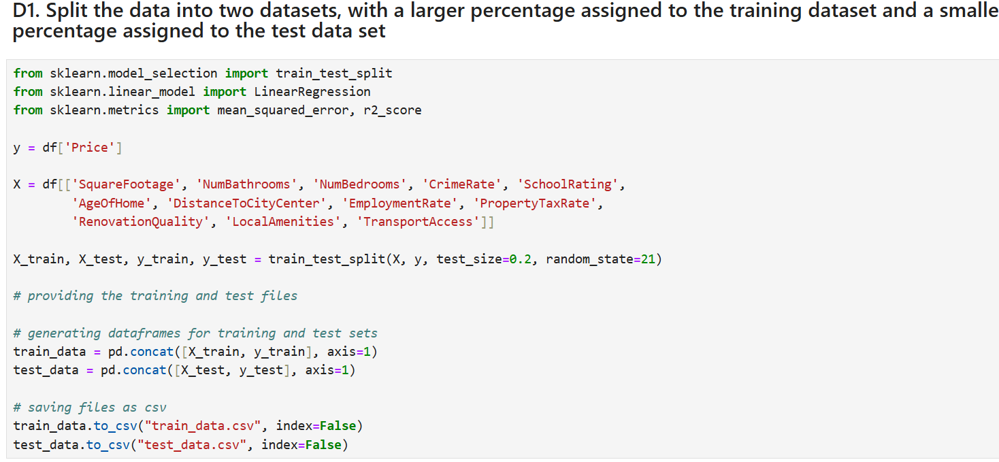 D1. Split the data into two datasets, with a larger percentage assigned to the training dataset and a smalle
percentage assigned to the test data set
from sklearn.model_selection import train_test_split
from sklearn.linear_model import LinearRegression
from sklearn.metrics import mean_squared_error, r2_score
y = df['Price']
X = df[['SquareFootage', 'NumBathrooms', 'NumBedrooms', 'CrimeRate', 'SchoolRating',
'AgeOfHome', 'DistanceToCityCenter', 'EmploymentRate', 'PropertyTaxRate',
'RenovationQuality', 'LocalAmenities', 'TransportAccess']]
X_train, X_test, y_train, y_test = train_test_split(X, y, test_size=0.2, random_state=21)
# providing the training and test files
# generating dataframes for training and test sets
train_data = pd.concat([X_train, y_train], axis=1)
test_data = pd.concat([X_test, y_test], axis=1)
# saving files as csv
train_data.to_csv("train_data.csv", index=False)
test_data.to_csv("test_data.csv", index=False)